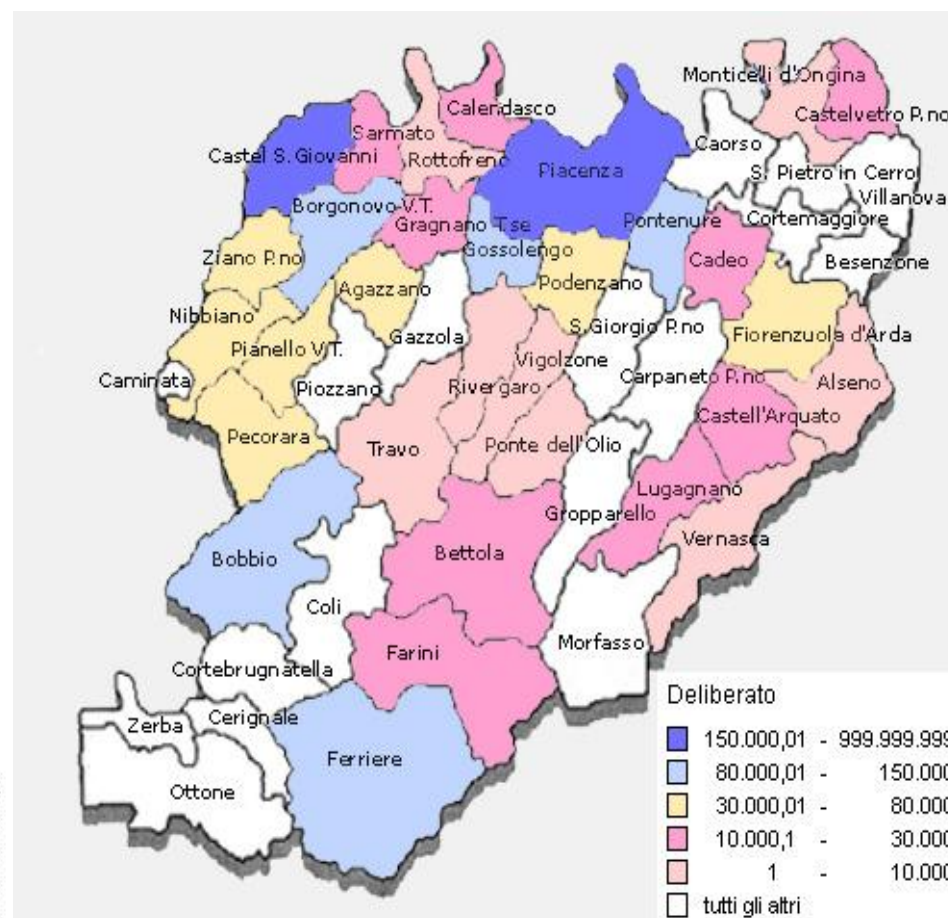 Monticelli d'Ongina
Calendasco
Castelvetro P.no
Sarmato
Caorso
Castel S. Giovanni
Rottofreno
Piacenza
S. Pietro in Cerro
Villanova
Borgonovo V.T.
Gragnano T.se
Pontenure
Cortemaggiore
Gossolengo
Ziano P.no
Cadeo
Besenzone
Agazzano
Podenzano
Nibbiano
Gazzola
S.Giorgio P.no
Fiorenzuola d'Arda
Pianello V.T.
Vigolzone
Caminata
Piozzano
Rivergaro
Carpaneto P.no
Alseno
Castell'Arquato
Pecorara
Travo
Ponte dell'Olio
Lugagnano
Gropparello
Vernasca
Bobbio
Bettola
Coli
Farini
Morfasso
Cortebrugnatella
Zerba
Cerignale
Ferriere
Ottone
Deliberato
150.000,01 - 999.999.999
80.000,01 - 150.000
30.000,01 - 80.000
10.000,1 - 30.000
1 - 10.000
tutti gli altri